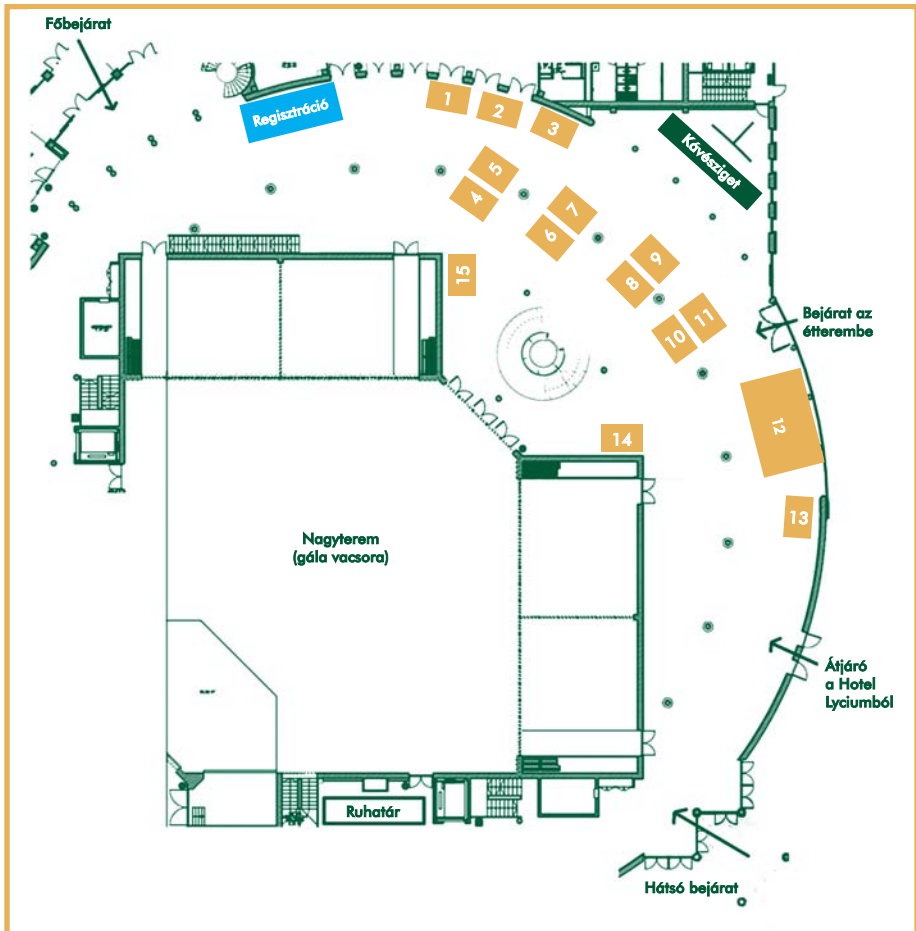 Főbejárat
Regisztráció
1
2
3
Kávésziget
5
4
7
6
9
8
11
10
15
Bejárat az
étterembe
12
14
13
Nagyterem
(gála vacsora)
Átjáró
a Hotel
Lyciumból
Ruhatár
Hátsó bejárat